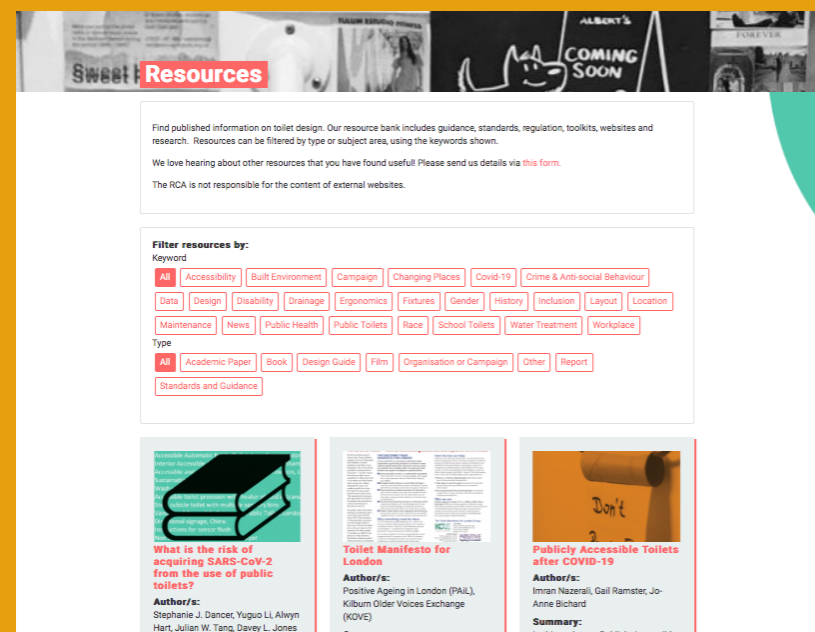 Sweet
ALBERT'S
COMING
SOON
FOREVER
Resources
Find published information on toilet design. Our resource bank includes guidance, standards, regulation, toolkits, websites and
research. Resources can be filtered by type or subject area, using the keywords shown.
We love hearing about other resources that you have found useful! Please send us details via this form.
The RCA is not responsible for the content of external websites.
Filter resources by:
Keyword
All Accessibility Built Environment Campaign Changing Places Covid-19 Crime & Anti-social Behaviour
Data Design Disability Drainage Ergonomics Fixtures Gender History Inclusion Layout Location
Maintenance News Public Health Public Toilets Race School Toilets Water Treatment Workplace
Type
All Academic Paper Book Design Guide Film Organisation or Campaign Other Report
Standards and Guidance
Don't
What is the risk of
acquiring SARS-CoV-2
from the use of public
toilets?
Author/s:
Stephanie J. Dancer, Yuguo Li, Alwyn
Hart, Julian W. Tang, Davey L. Jones
Toilet Manifesto for
London
Author/s:
Positive Ageing in London (PAiL),
Kilburn Older Voices Exchange
(KOVE)
Publicly Accessible Toilets
after COVID-19
Author/s:
Imran Nazerali, Gail Ramster, Jo-
Anne Bichard
Summary: